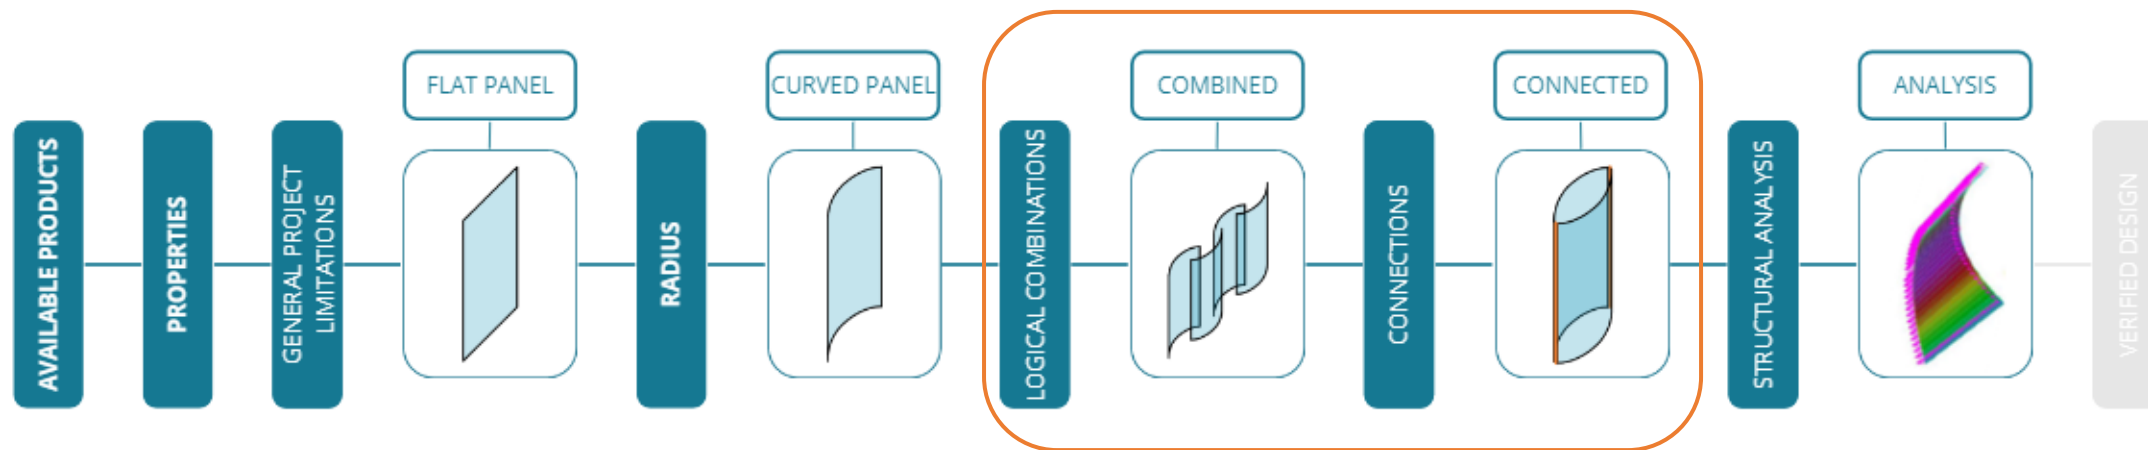 AVAILABLE PRODUCTS
PROPERTIES
GENERAL PROJECT
LIMITATIONS
FLAT PANEL
RADIUS
CURVED PANEL
LOGICAL COMBINATIONS
COMBINED
CONNECTIONS
CONNECTED
STRUCTURAL ANALYSIS
ANALYSIS
VERIFIED DESIGN